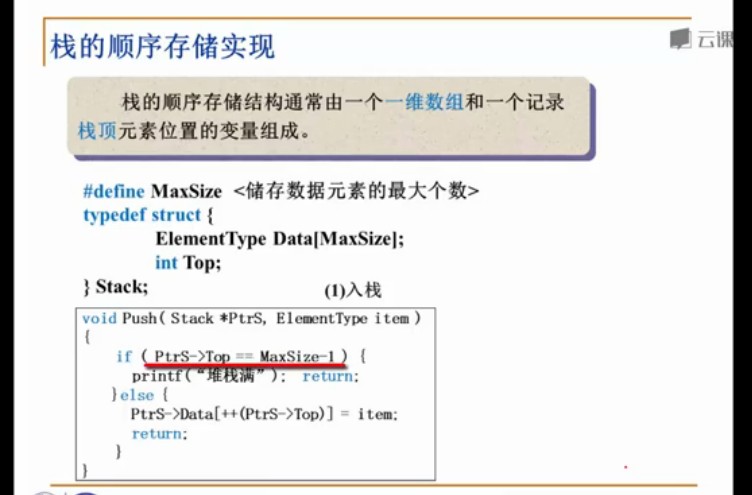 栈的顺序存储实现
云课
栈的顺序存储结构通常由一个一维数组和一个记录
栈顶元素位置的变量组成。
#define MaxSize <储存数据元素的最大个数>
typedef struct {
ElementType Data[MaxSize];
int Top;
} Stack;
(1)入栈
void Push( Stack *PtrS, ElementType item )
{
if ( PtrS->Top == MaxSize-1 ) {
printf(“堆栈满”); return;
}else {
PtrS->Data[++(PtrS->Top)] = item;
return;
}
}